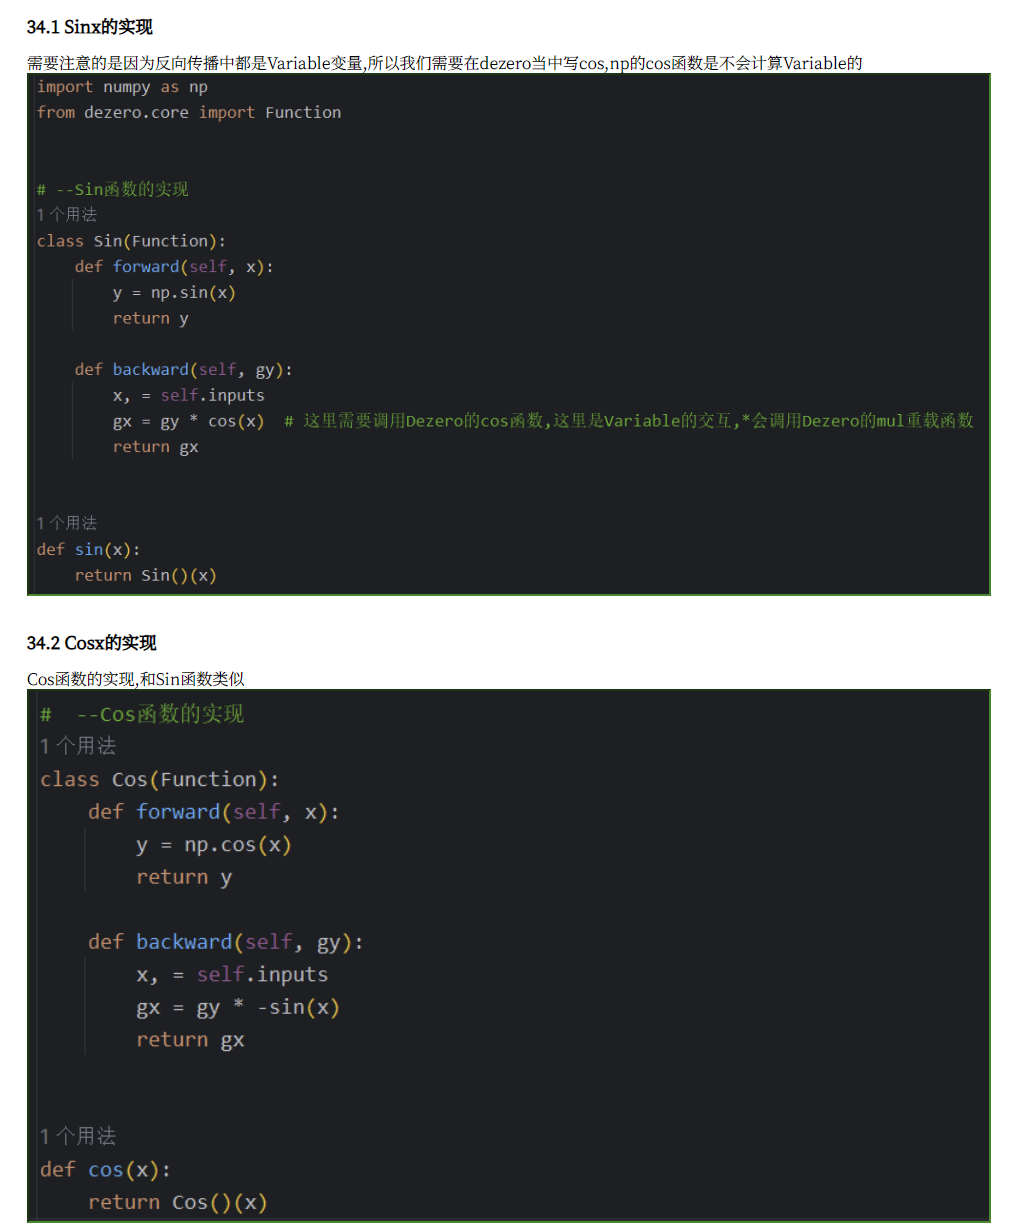 34.1 Sinx的实现
需要注意的是因为反向传播中都是Variable变量,所以我们需要在dezero当中写cos,np的cos函数是不会计算Variable的
import numpy as np
from dezero.core import Function
# --Sin函数的实现
1 个用法
class Sin(Function):
    def forward(self, x):
        y = np.sin(x)
        return y
    def backward(self, gy):
        x, = self.inputs
        gx = gy * cos(x)  # 这里需要调用Dezero的cos函数,这里是Variable的交互,*会调用Dezero的mul重载函数
        return gx
1 个用法
def sin(x):
    return Sin()(x)
34.2 Cosx的实现
Cos函数的实现,和Sin函数类似
#  --Cos函数的实现
1 个用法
class Cos(Function):
    def forward(self, x):
        y = np.cos(x)
        return y
    def backward(self, gy):
        x, = self.inputs
        gx = gy * -sin(x)
        return gx
1 个用法
def cos(x):
    return Cos()(x)